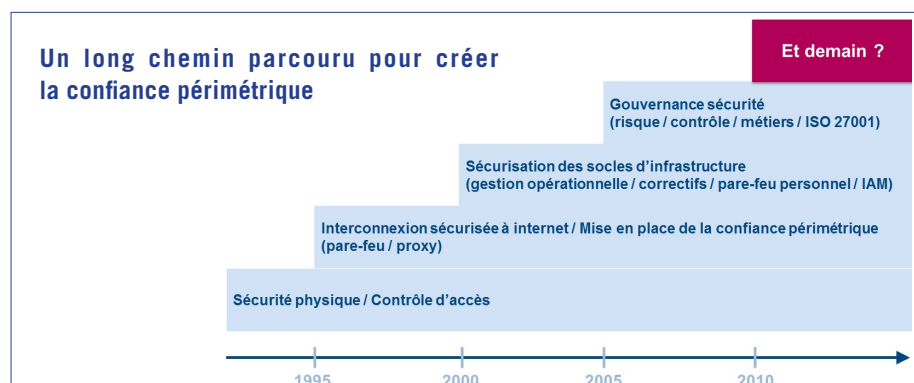 Un long chemin parcouru pour créer
la confiance périmétrique
Et demain ?
Gouvernance sécurité
(risque / contrôle / métiers / ISO 27001)
Sécurisation des socles d'infrastructure
(gestion opérationnelle / correctifs / pare-feu personnel / IAM)
Interconnexion sécurisée à internet / Mise en place de la confiance périmétrique
(pare-feu / proxy)
Sécurité physique / Contrôle d'accès
1995 2000 2005 2010